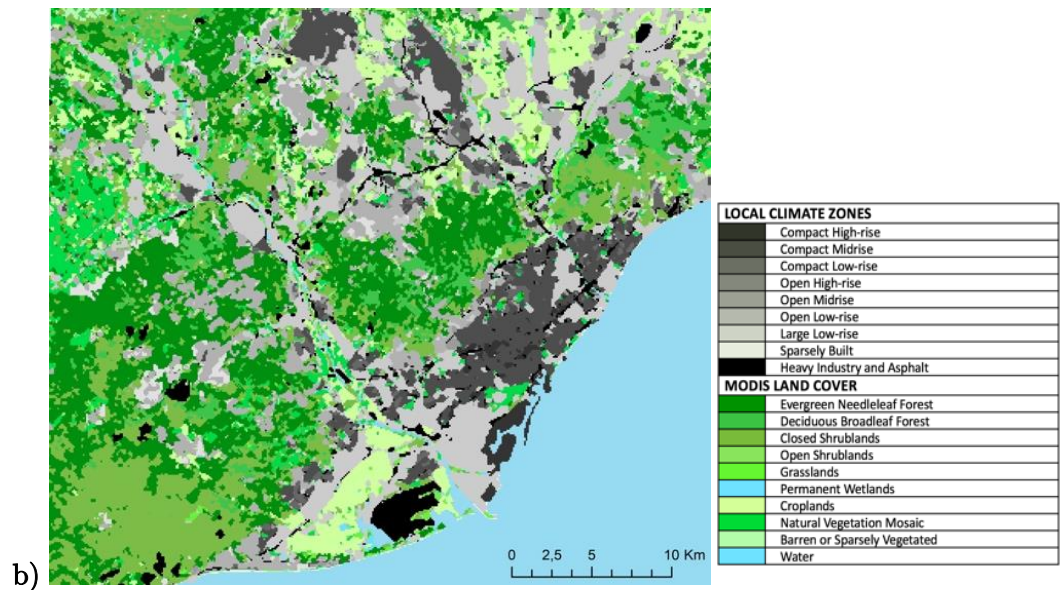 LOCAL CLIMATE ZONES
Compact High-rise
Compact Midrise
Compact Low-rise
Open High-rise
Open Midrise
Open Low-rise
Large Low-rise
Sparsely Built
Heavy Industry and Asphalt
MODIS LAND COVER
Evergreen Needleleaf Forest
Deciduous Broadleaf Forest
Closed Shrublands
Open Shrublands
Grasslands
Permanent Wetlands
Croplands
Natural Vegetation Mosaic
Barren or Sparsely Vegetated
Water
0 2,5 5 10 Km
b)